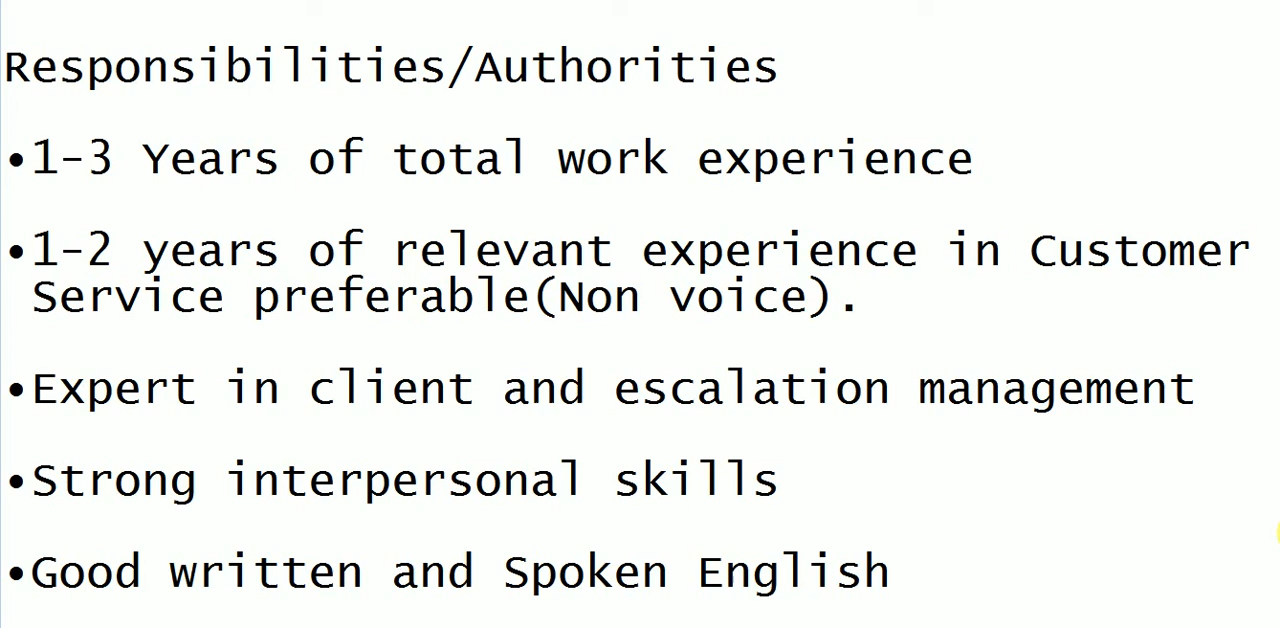 Responsibilities/Authorities
•1-3 Years of total work experience
•1-2 years of relevant experience in Customer
Service preferable(Non voice).
•Expert in client and escalation management
•Strong interpersonal skills
•Good written and Spoken English